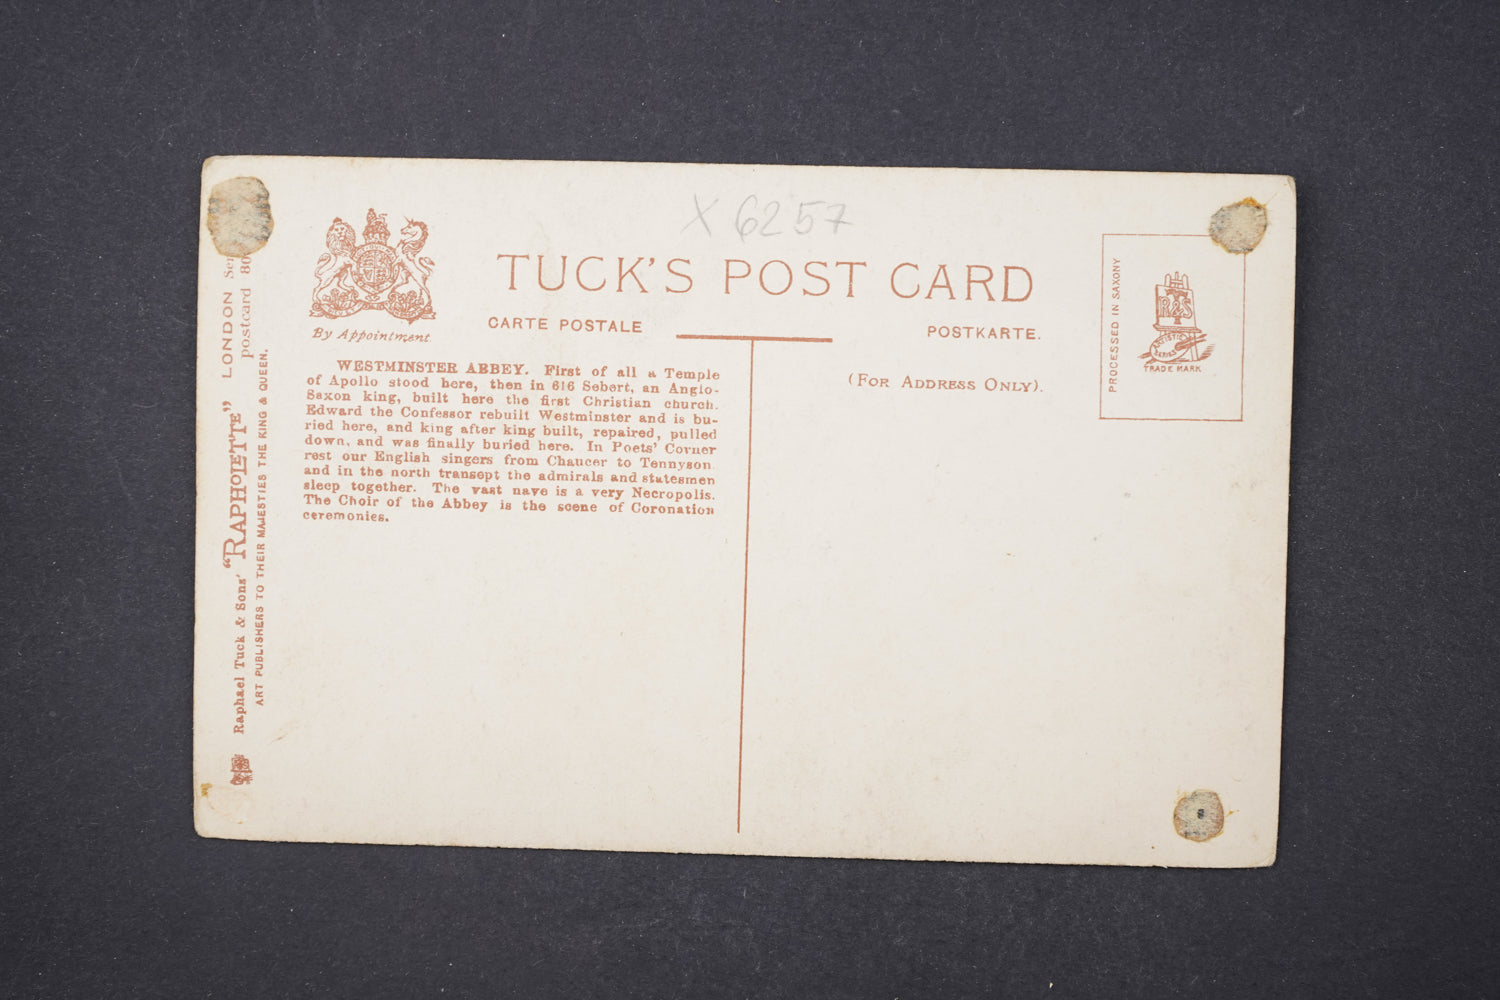 X 6257
TUCK'S POST CARD
CARTE POSTALE
POSTKARTE.
By Appointment
(FOR ADDRESS ONLY).
WESTMINSTER ABBEY. First of all a Temple
of Apollo stood here, then in 616 Sebert, an Anglo-
Saxon king, built here the first Christian church.
Edward the Confessor rebuilt Westminster and is bu-
ried here, and king after king built, repaired, pulled
down, and was finally buried here. In Poets' Corner
rest our English singers from Chaucer to Tennyson
and in the north transept the admirals and statesmen
sleep together. The vast nave is a very Necropolis.
The Choir of the Abbey is the scene of Coronation
ceremonies.
Raphael Tuck & Sons' "RAPHOLETTE" LONDON
postcard 80
ART PUBLISHERS TO THEIR MAJESTIES THE KING & QUEEN.
PROCESSED IN SAXONY
R&S
ARTISTIC
SERIES
TRADE MARK